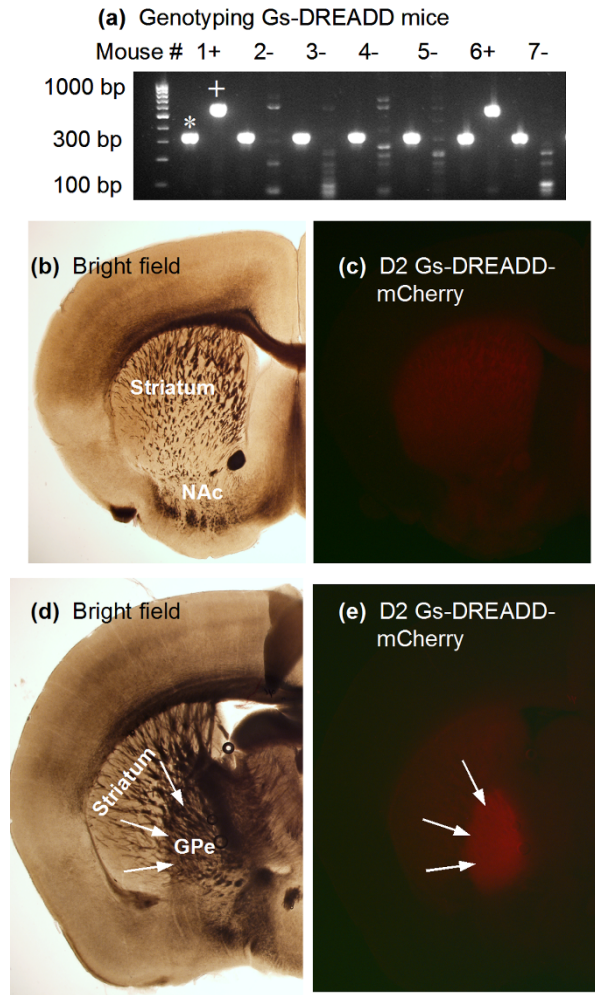 (a) Genotyping Gs-DREADD mice
Mouse # 1+ 2- 3- 4- 5- 6+ 7-
1000 bp
+
*
300 bp
100 bp
(b) Bright field
Striatum
NAc
(c) D2 Gs-DREADD-
mCherry
(d) Bright field
Striatum
GPe
(e) D2 Gs-DREADD-
mCherry